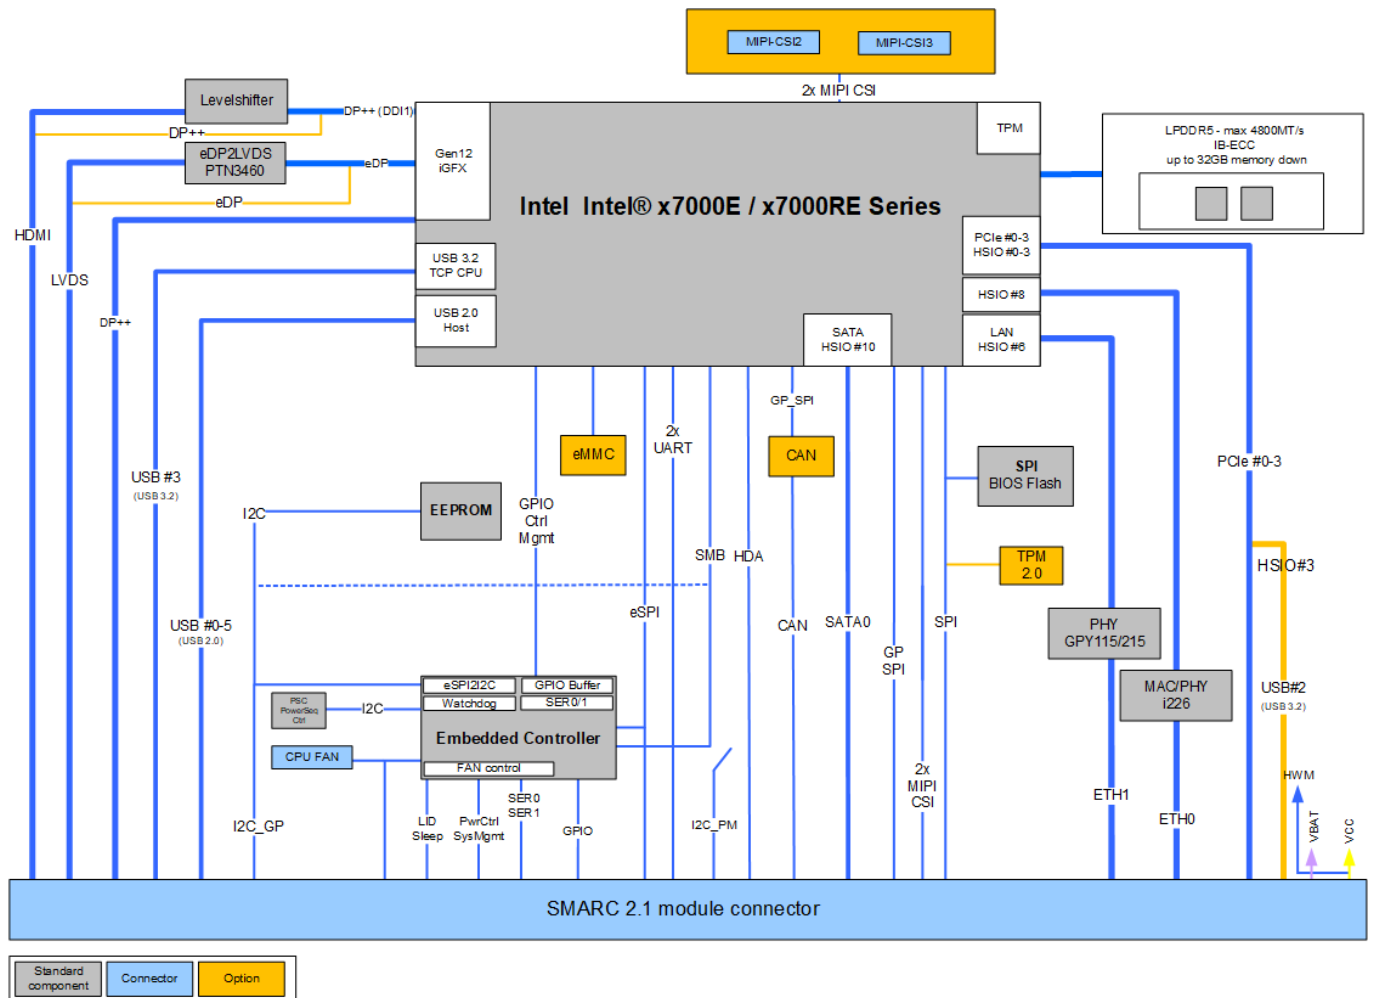 MIPI-CSI2
MIPI-CSI3
2x MIPI CSI
Levelshifter
DP++ (DDI1)
DP++
eDP2LVDS
PTN3460
eDP
eDP
HDMI
LVDS
DP++
Gen12
iGFX
TPM
Intel Intel® x7000E / x7000RE Series
LPDDR5 - max 4800MT/s
IB-ECC
up to 32GB memory down
USB 3.2
TCP CPU
USB 2.0
Host
PCIe #0-3
HSIO #0-3
HSIO #8
LAN
HSIO #6
SATA
HSIO #10
GP_SPI
2x
UART
eMMC
CAN
SPI
BIOS Flash
PCIe #0-3
USB #3
(USB 3.2)
I2C
EEPROM
GPIO
Ctrl
Mgmt
SMB
HDA
TPM
2.0
HSIO#3
USB #0-5
(USB 2.0)
eSPI
CAN
SATA0
GP
SPI
SPI
PHY
GPY115/215
MAC/PHY
i226
USB#2
(USB 3.2)
PSC
PowerSeq
Ctrl
I2C
eSPI2I2C
GPIO Buffer
Watchdog
SER0/1
Embedded Controller
FAN control
CPU FAN
2x
MIPI
CSI
HWM
ETH1
ETH0
VBAT
VCC
I2C_GP
LID
Sleep
PwrCtrl
SysMgmt
SER0
SER1
GPIO
I2C_PM
SMARC 2.1 module connector
Standard
component
Connector
Option